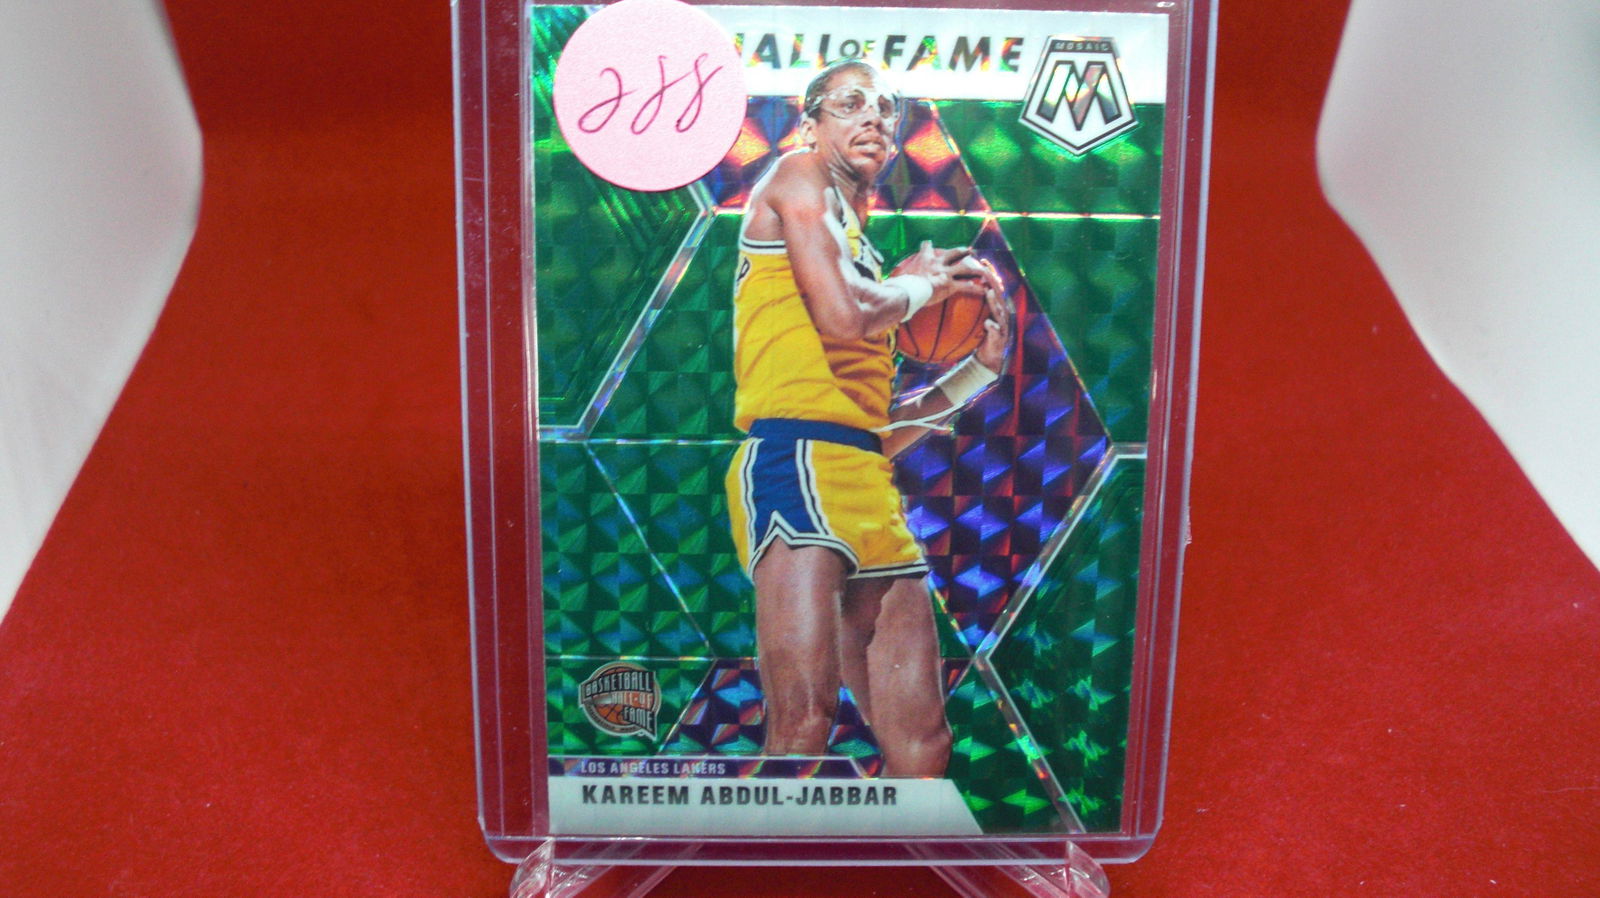 288
HALL OF FAME
MOSAIC
M
BASKETBALL
HALL-OF
FAME
LOS ANGELES LAKERS
KAREEM ABDUL-JABBAR